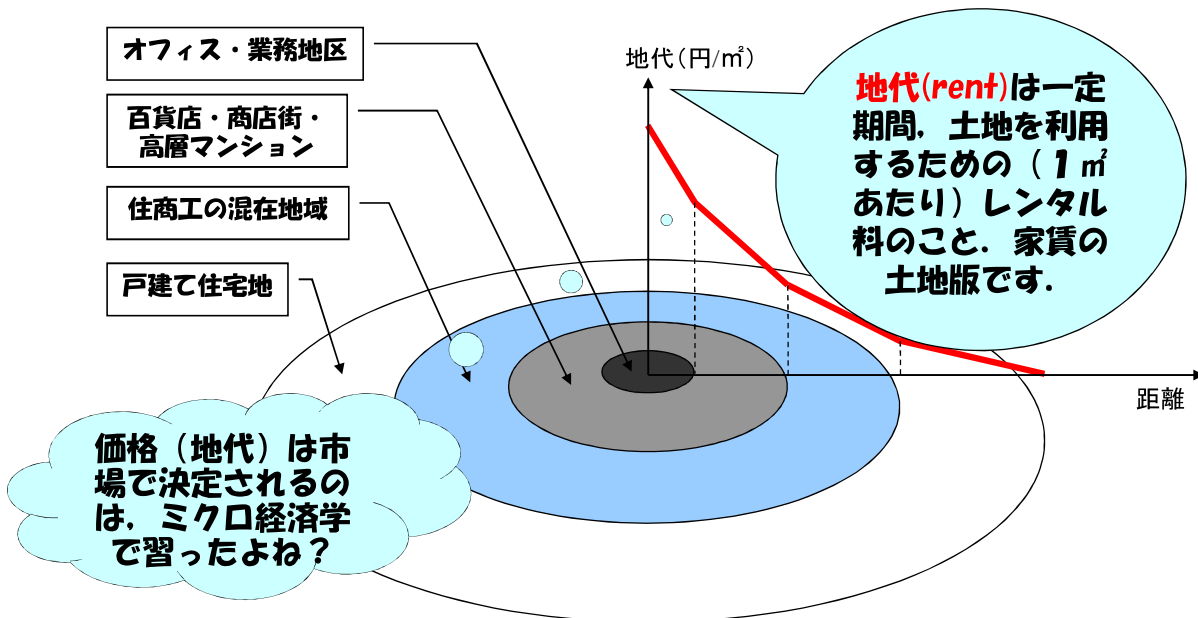 オフィス・業務地区
百貨店・商店街・
高層マンション
住商工の混在地域
戸建て住宅地
地代(円/㎡)
地代(rent)は一定
期間，土地を利用
するための（１㎡
あたり）レンタル
料のこと．家賃の
土地版です．
距離
価格（地代）は市
場で決定されるの
は，ミクロ経済学
で習ったよね？